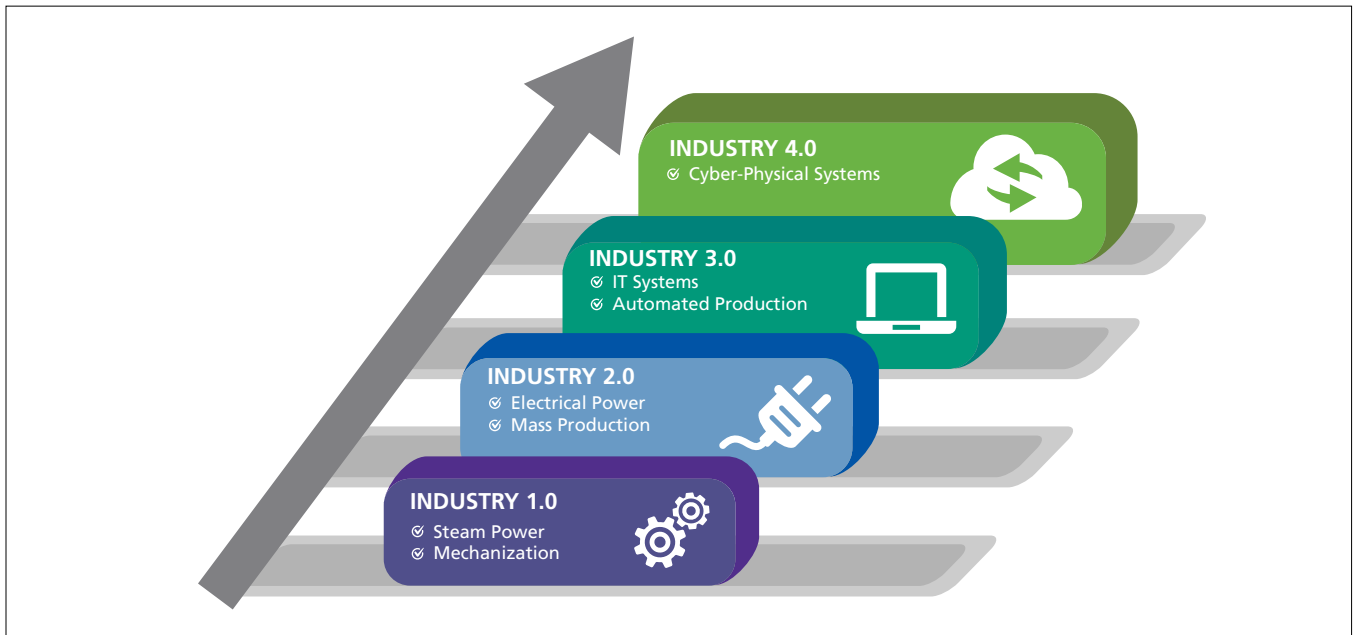 INDUSTRY 4.0
Cyber-Physical Systems
INDUSTRY 3.0
IT Systems
Automated Production
INDUSTRY 2.0
Electrical Power
Mass Production
INDUSTRY 1.0
Steam Power
Mechanization